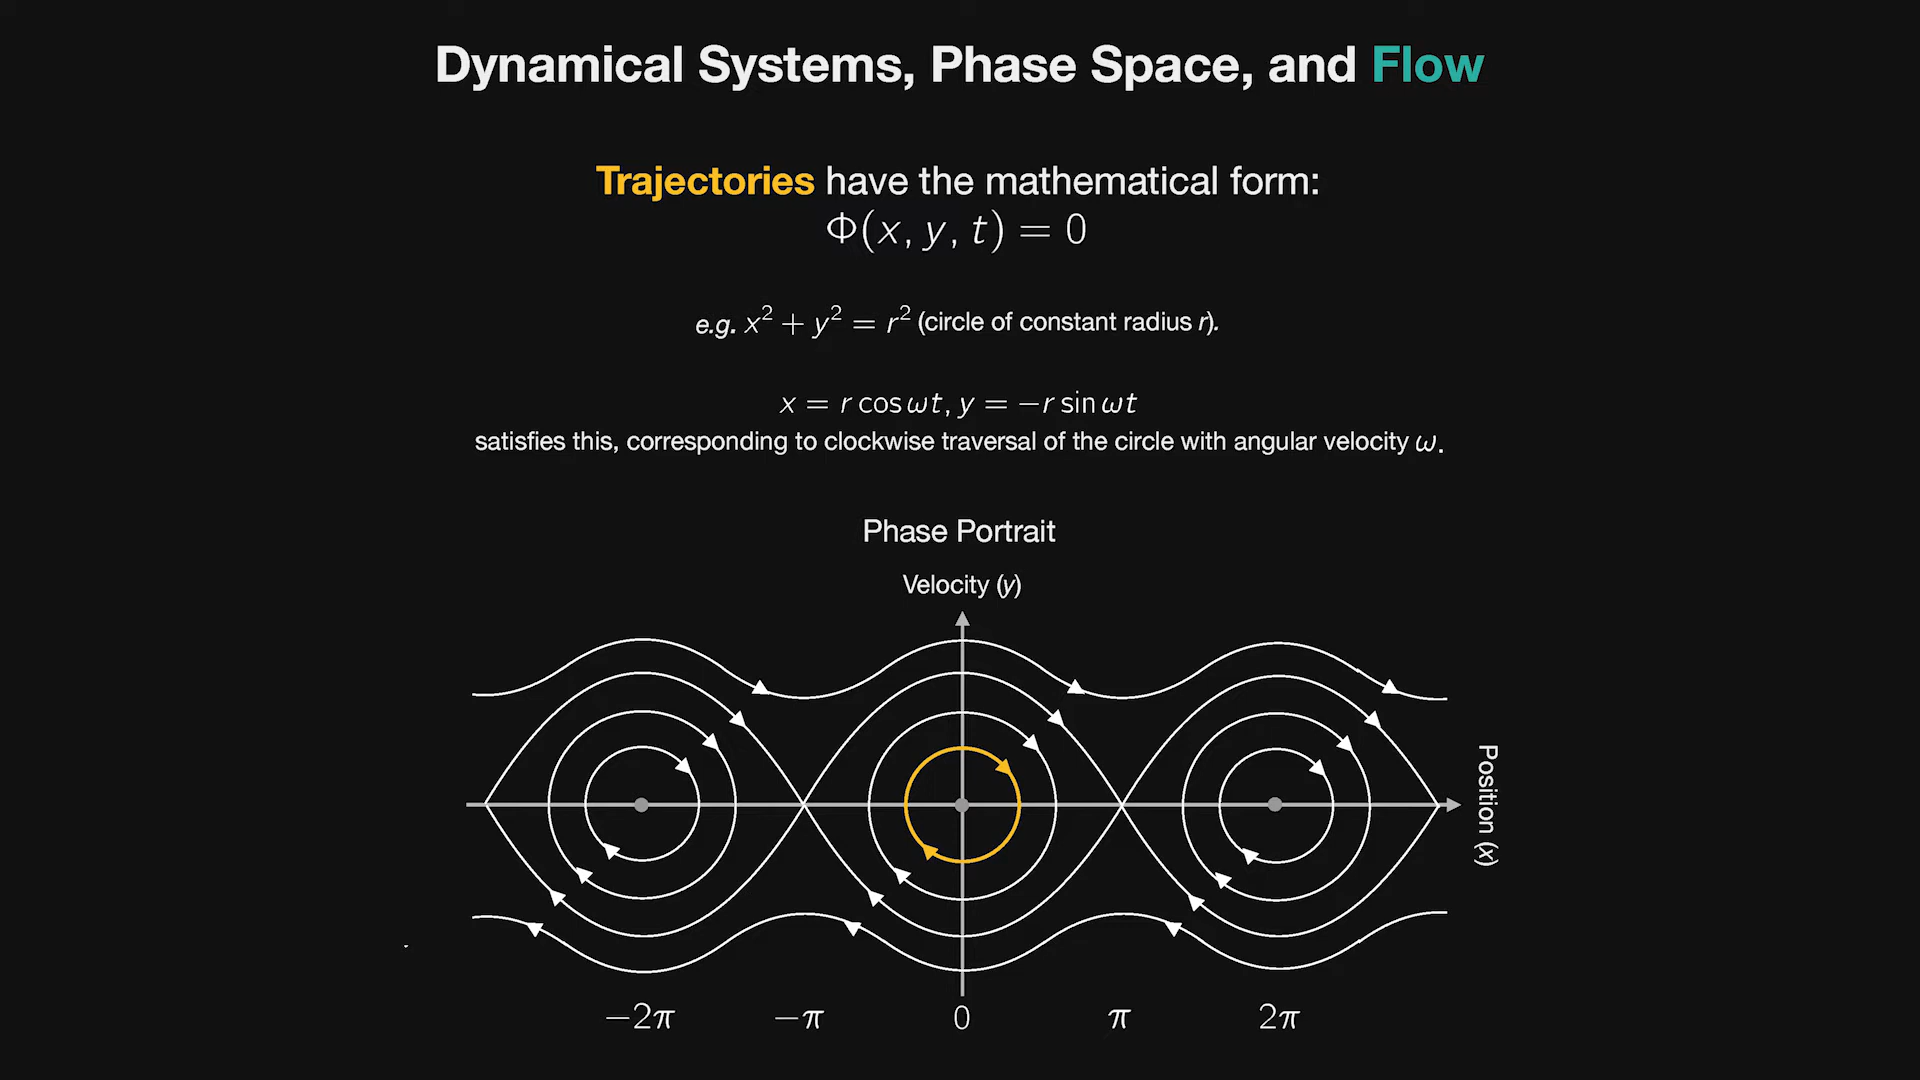 Dynamical Systems, Phase Space, and Flow
Trajectories have the mathematical form:
Φ(x, y, t) = 0
e.g. x² + y² = r² (circle of constant radius r).
x = r cos ωt, y = −r sin ωt
satisfies this, corresponding to clockwise traversal of the circle with angular velocity ω.
Phase Portrait
Velocity (y)
Position (x)
−2π −π 0 π 2π